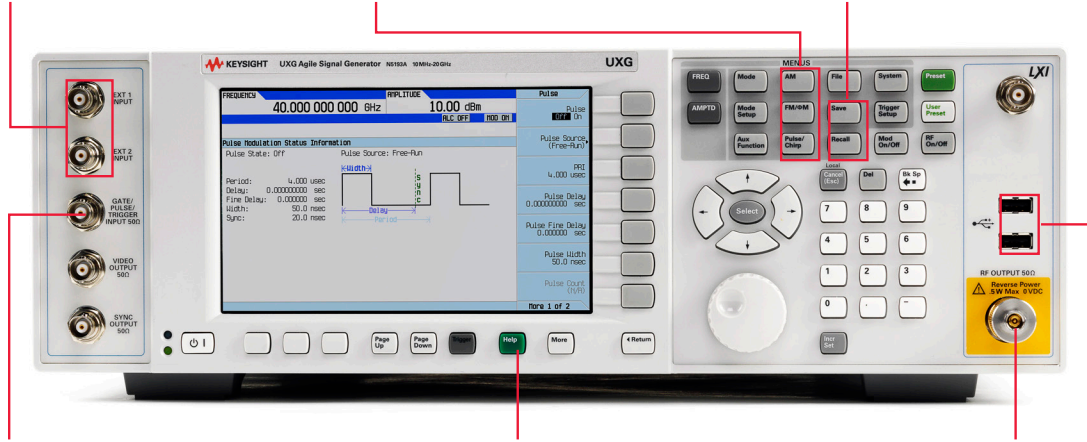 KEYSIGHT UXG Agile Signal Generator N5193A 10 MHz-20 GHz UXG
EXT 1
INPUT
EXT 2
INPUT
GATE/
PULSE/
TRIGGER
INPUT 50Ω
VIDEO
OUTPUT
50Ω
SYNC
OUTPUT
50Ω
FREQUENCY AMPLITUDE
40.000 000 000 GHz 10.00 dBm
ALC OFF MOD ON
Pulse Modulation Status Information
Pulse State: Off Pulse Source: Free-Run
Period: 4.000 usec
Delay: 0.00000000 sec
Fine Delay: 0.000000 sec
Width: 50.0 nsec
Sync: 20.0 nsec
Width
Sync
Delay
Period
Pulse
Pulse
Off On
Pulse Source
(Free-Run)
PRI
4.000 usec
Pulse Delay
0.00000000 sec
Pulse Fine Delay
0.000000 sec
Pulse Width
50.0 nsec
Pulse Count
(N/A)
More 1 of 2
Page
Up
Page
Down
Trigger
Help
More
Return
MENUS
FREQ
Mode
AM
File
System
Preset
AMPTD
Mode
Setup
FM/ΦM
Save
Trigger
Setup
User
Preset
Aux
Function
Pulse/
Chirp
Recall
Mod
On/Off
RF
On/Off
Local
Cancel
(Esc)
Del
Bk Sp
Select
7
8
9
4
5
6
1
2
3
0
.
−
Incr
Set
LXI
RF OUTPUT 50Ω
Reverse Power
.5W Max 0 VDC